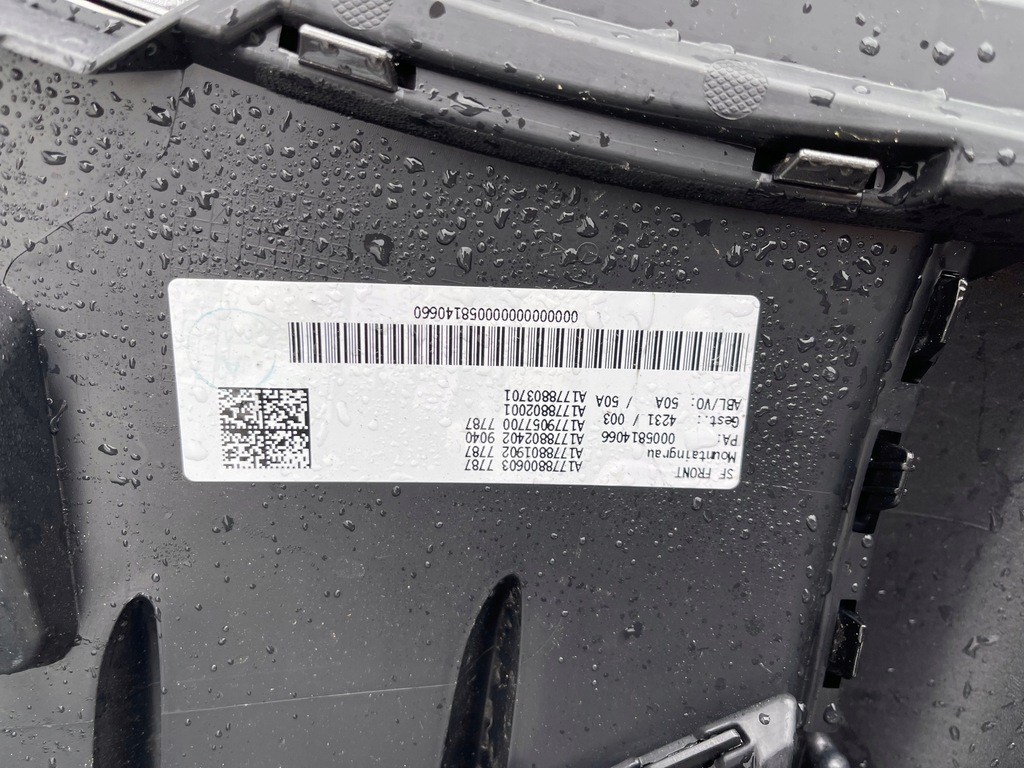 SF FRONT
Mountaingrau
PA: 0005814066
Gest.: 4231 / 003
ABL/VO: 50A / 50A
A1778800603 7787
A1778801902 7787
A1778802402 9040
A1779057700 7787
A1778802001
A1778803701